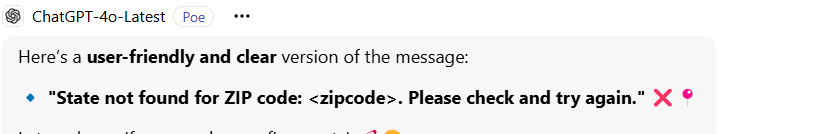 ChatGPT-4o-Latest Poe ...
Here's a user-friendly and clear version of the message:
🔹 "State not found for ZIP code: <zipcode>. Please check and try again." ❌ 📍